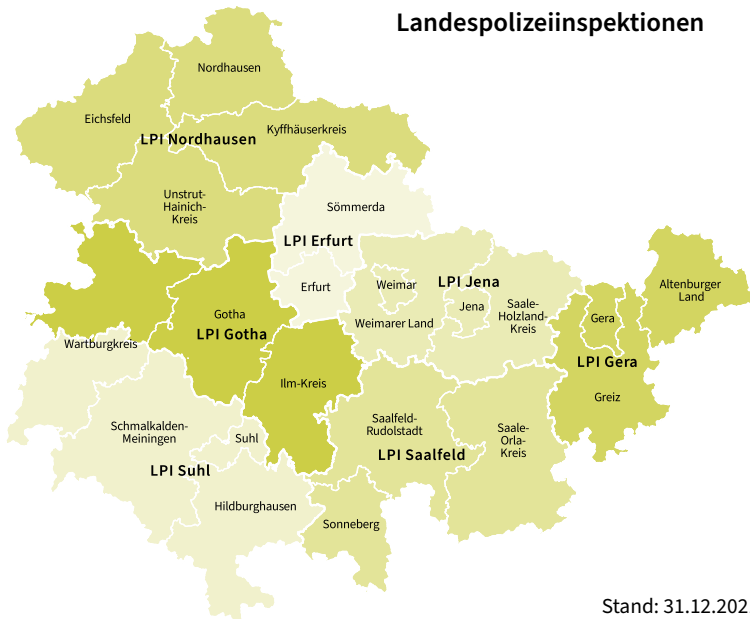 Landespolizeiinspektionen
Nordhausen
Eichsfeld
Kyffhäuserkreis
LPI Nordhausen
Unstrut-
Hainich-
Kreis
Sömmerda
LPI Erfurt
Erfurt
Weimar
LPI Jena
Jena
Saale-
Holzland-
Kreis
Weimarer Land
Altenburger
Land
Gera
LPI Gera
Greiz
Gotha
LPI Gotha
Wartburgkreis
Ilm-Kreis
Schmalkalden-
Meiningen
Suhl
LPI Suhl
Hildburghausen
Saalfeld-
Rudolstadt
LPI Saalfeld
Saale-
Orla-
Kreis
Sonneberg
Stand: 31.12.202